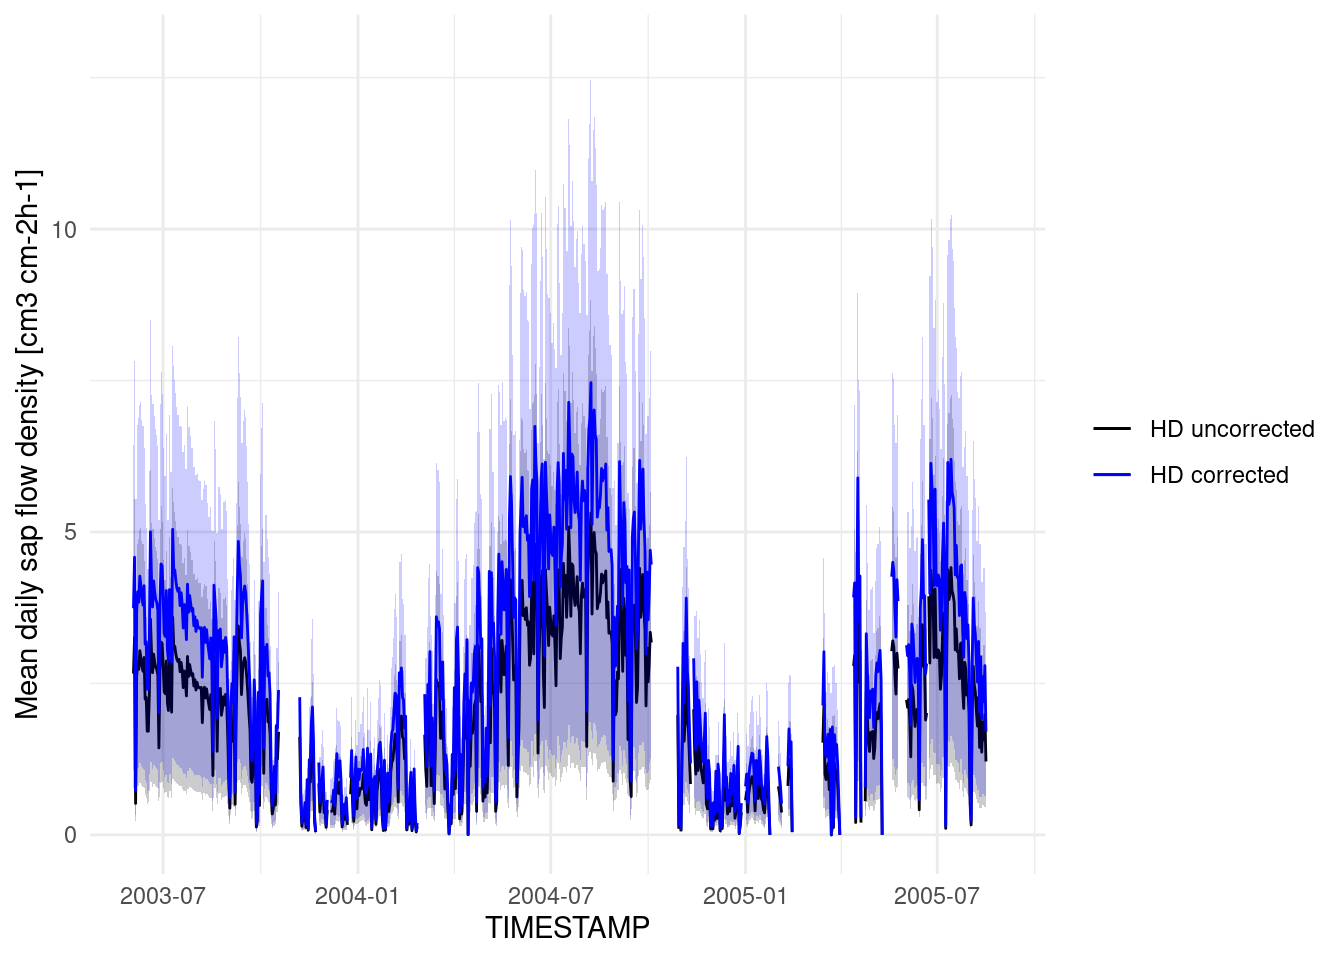 Mean daily sap flow density [cm3 cm-2h-1]
10
5
0
2003-07
2004-01
2004-07
2005-01
2005-07
TIMESTAMP
HD uncorrected
HD corrected